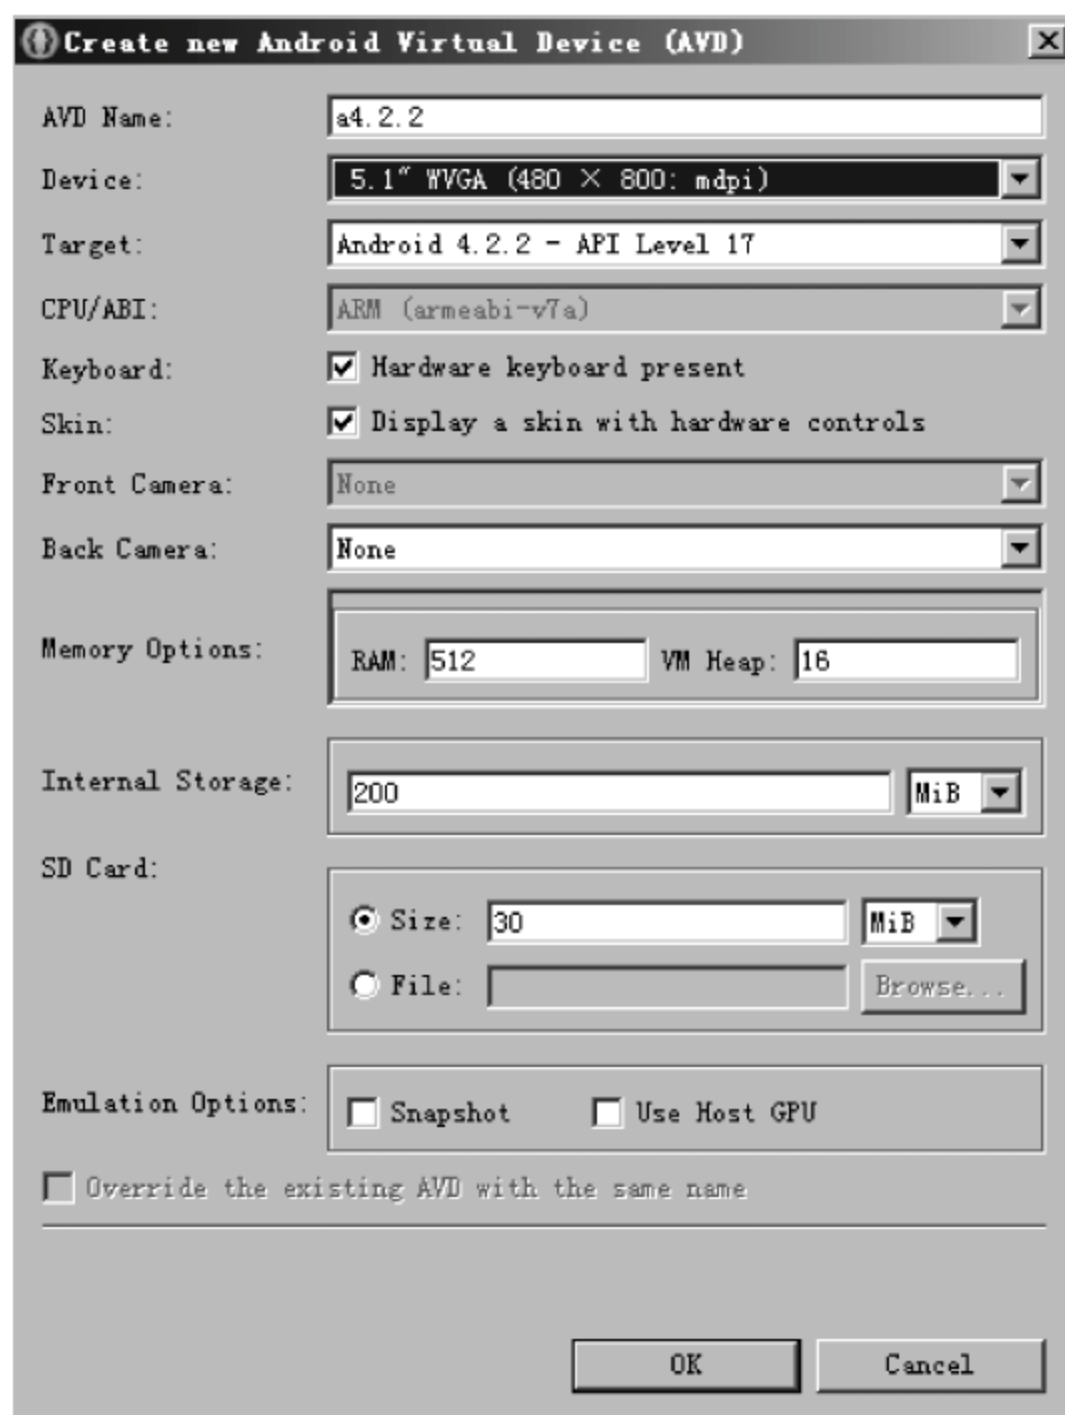 Create new Android Virtual Device (AVD)
AVD Name: a4.2.2
Device: 5.1″ WVGA (480 × 800: mdpi)
Target: Android 4.2.2 - API Level 17
CPU/ABI: ARM (armeabi-v7a)
Keyboard: Hardware keyboard present
Skin: Display a skin with hardware controls
Front Camera: None
Back Camera: None
Memory Options: RAM: 512 VM Heap: 16
Internal Storage: 200 MiB
SD Card:
Size: 30 MiB
File: Browse...
Emulation Options: Snapshot Use Host GPU
Override the existing AVD with the same name
OK Cancel